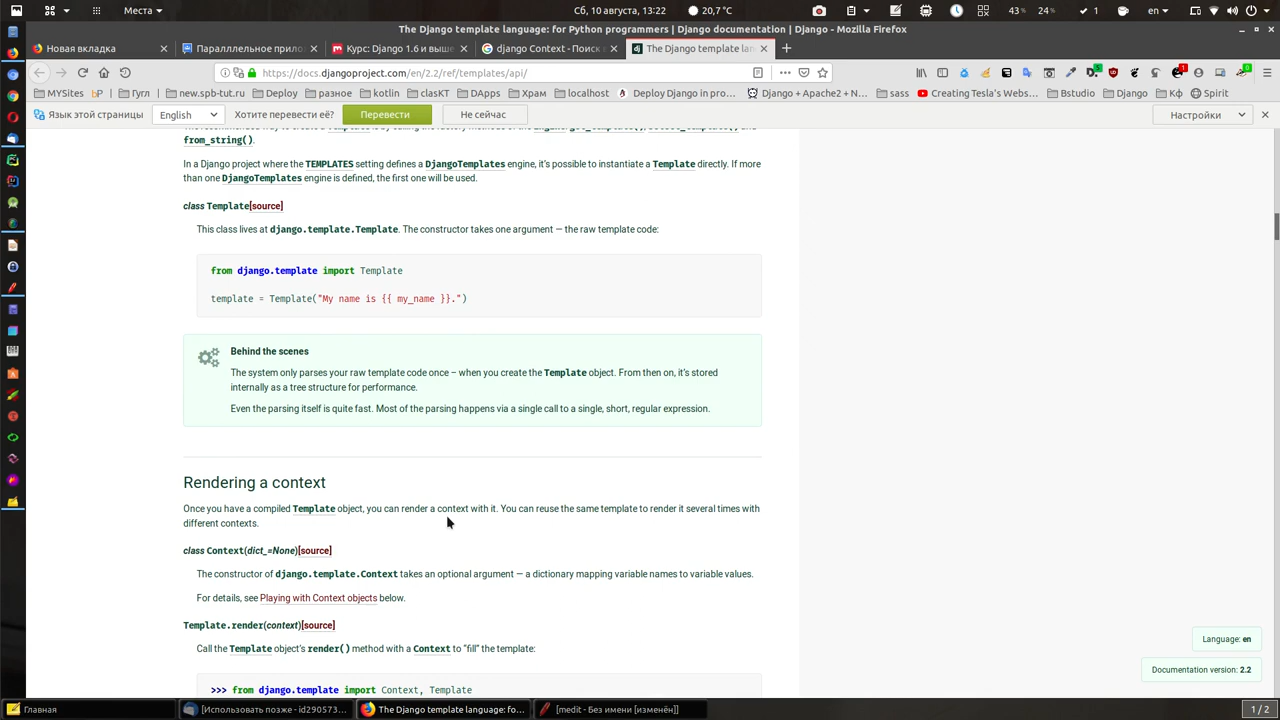 Места
Сб, 10 августа, 13:22
20,7 °C
43 %
2 %
1
en
The Django template language: for Python programmers | Django documentation | Django - Mozilla Firefox
Новая вкладка
Параллельное прило
Курс: Django 1.6 и выше
django Context - Поиск
The Django template lan
https://docs.djangoproject.com/en/2.2/ref/templates/api/
MYSites
Гугл
new.spb-tut.ru
Deploy
разное
kotlin
claskТ
DApps
Храм
localhost
Deploy Django in pro...
Django + Apache2 + N...
sass
Creating Tesla's Webs...
Bstudio
Django
Кф
Spirit
Язык этой страницы
English
Хотите перевести её?
Перевести
Не сейчас
Настройки
from_string().
In a Django project where the TEMPLATES setting defines a DjangoTemplates engine, it's possible to instantiate a Template directly. If more
than one DjangoTemplates engine is defined, the first one will be used.
class Template[source]
This class lives at django.template.Template. The constructor takes one argument — the raw template code:
from django.template import Template
template = Template("My name is {{ my_name }}.")
Behind the scenes
The system only parses your raw template code once – when you create the Template object. From then on, it's stored
internally as a tree structure for performance.
Even the parsing itself is quite fast. Most of the parsing happens via a single call to a single, short, regular expression.
Rendering a context
Once you have a compiled Template object, you can render a context with it. You can reuse the same template to render it several times with
different contexts.
class Context(dict_=None)[source]
The constructor of django.template.Context takes an optional argument — a dictionary mapping variable names to variable values.
For details, see Playing with Context objects below.
Template.render(context)[source]
Call the Template object's render() method with a Context to "fill" the template:
>>> from django.template import Context, Template
Language: en
Documentation version: 2.2
Главная
[Использовать позже - id290573...
The Django template language: fo...
[medit - Без имени [изменён]]
1 / 2